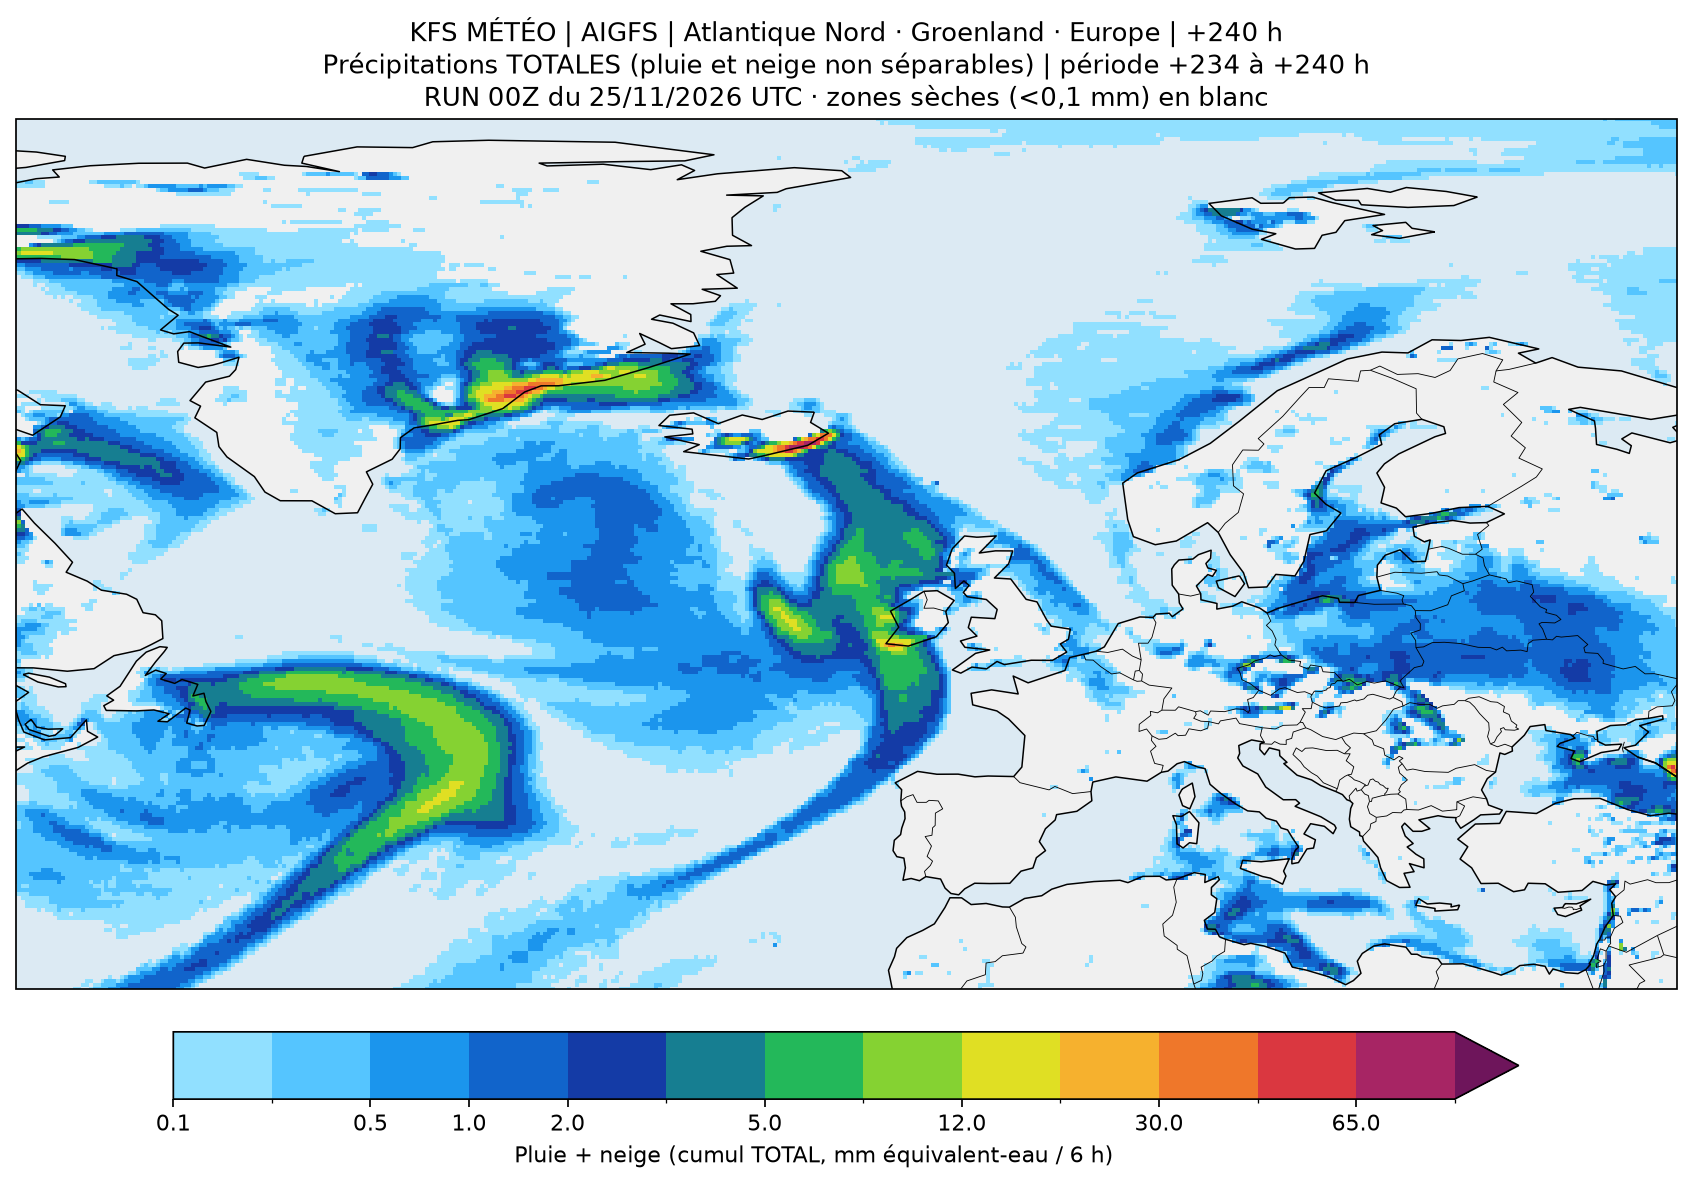 KFS MÉTÉO | AIGFS | Atlantique Nord · Groenland · Europe | +240 h
Précipitations TOTALES (pluie et neige non séparables) | période +234 à +240 h
RUN 00Z du 25/11/2026 UTC · zones sèches (<0,1 mm) en blanc
0.1 0.5 1.0 2.0 5.0 12.0 30.0 65.0
Pluie + neige (cumul TOTAL, mm équivalent-eau / 6 h)